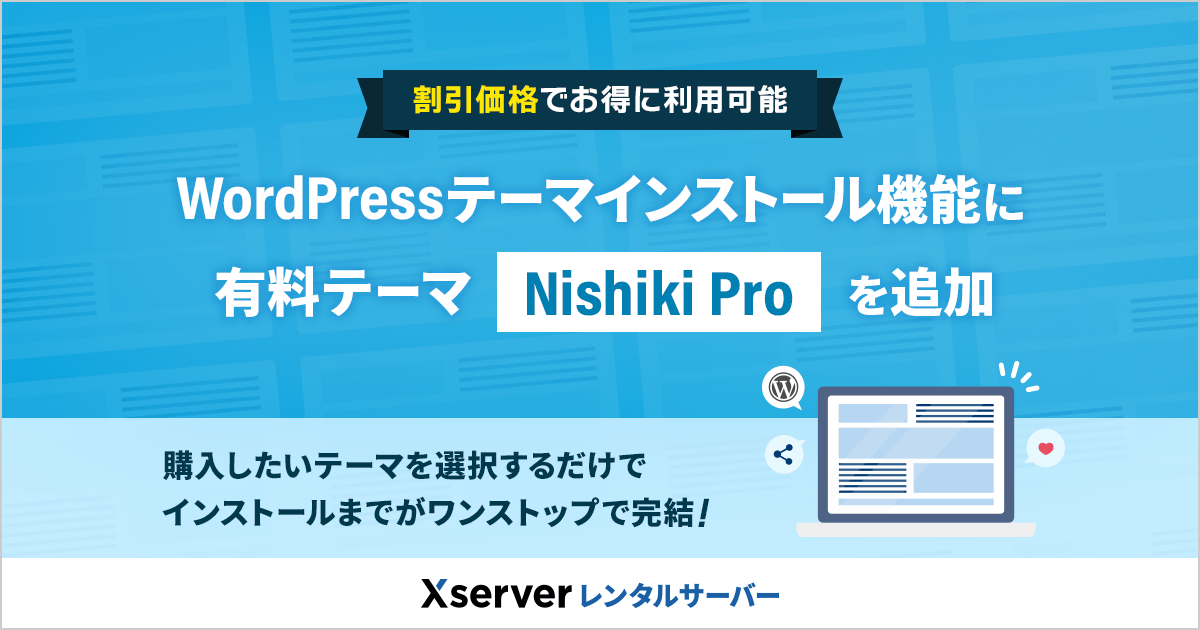 割引価格でお得に利用可能
WordPressテーマインストール機能に
有料テーマ Nishiki Pro を追加
購入したいテーマを選択するだけで
インストールまでがワンストップで完結!
Xserver レンタルサーバー